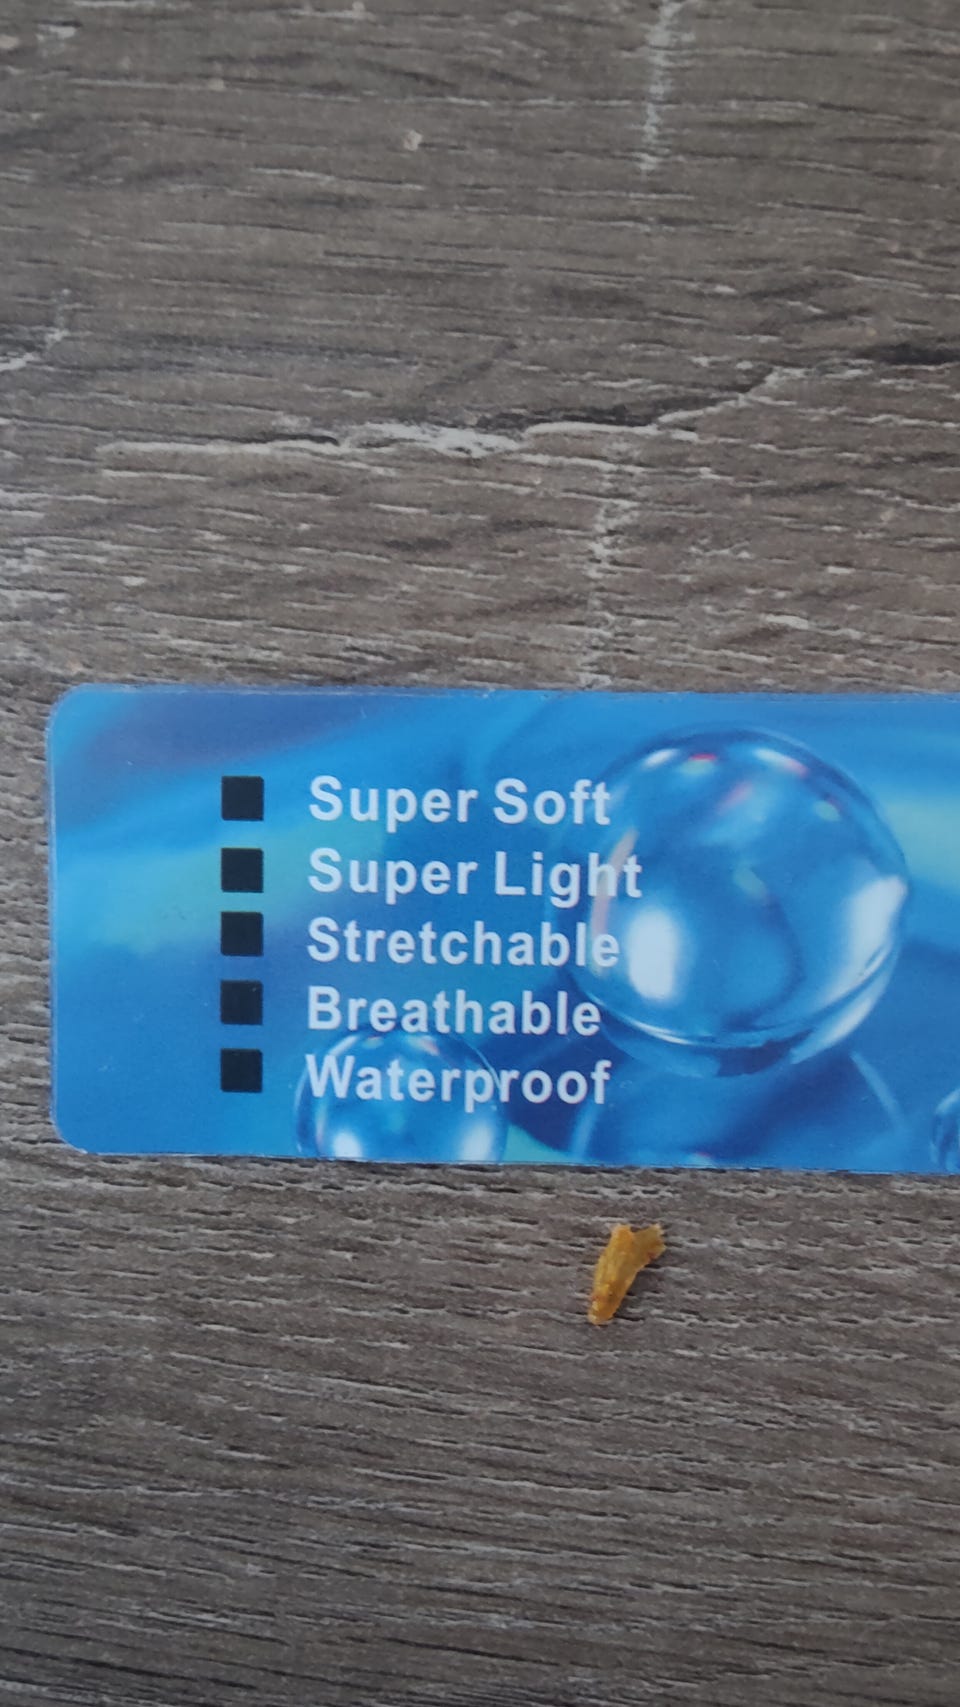 Super Soft
Super Light
Stretchable
Breathable
Waterproof